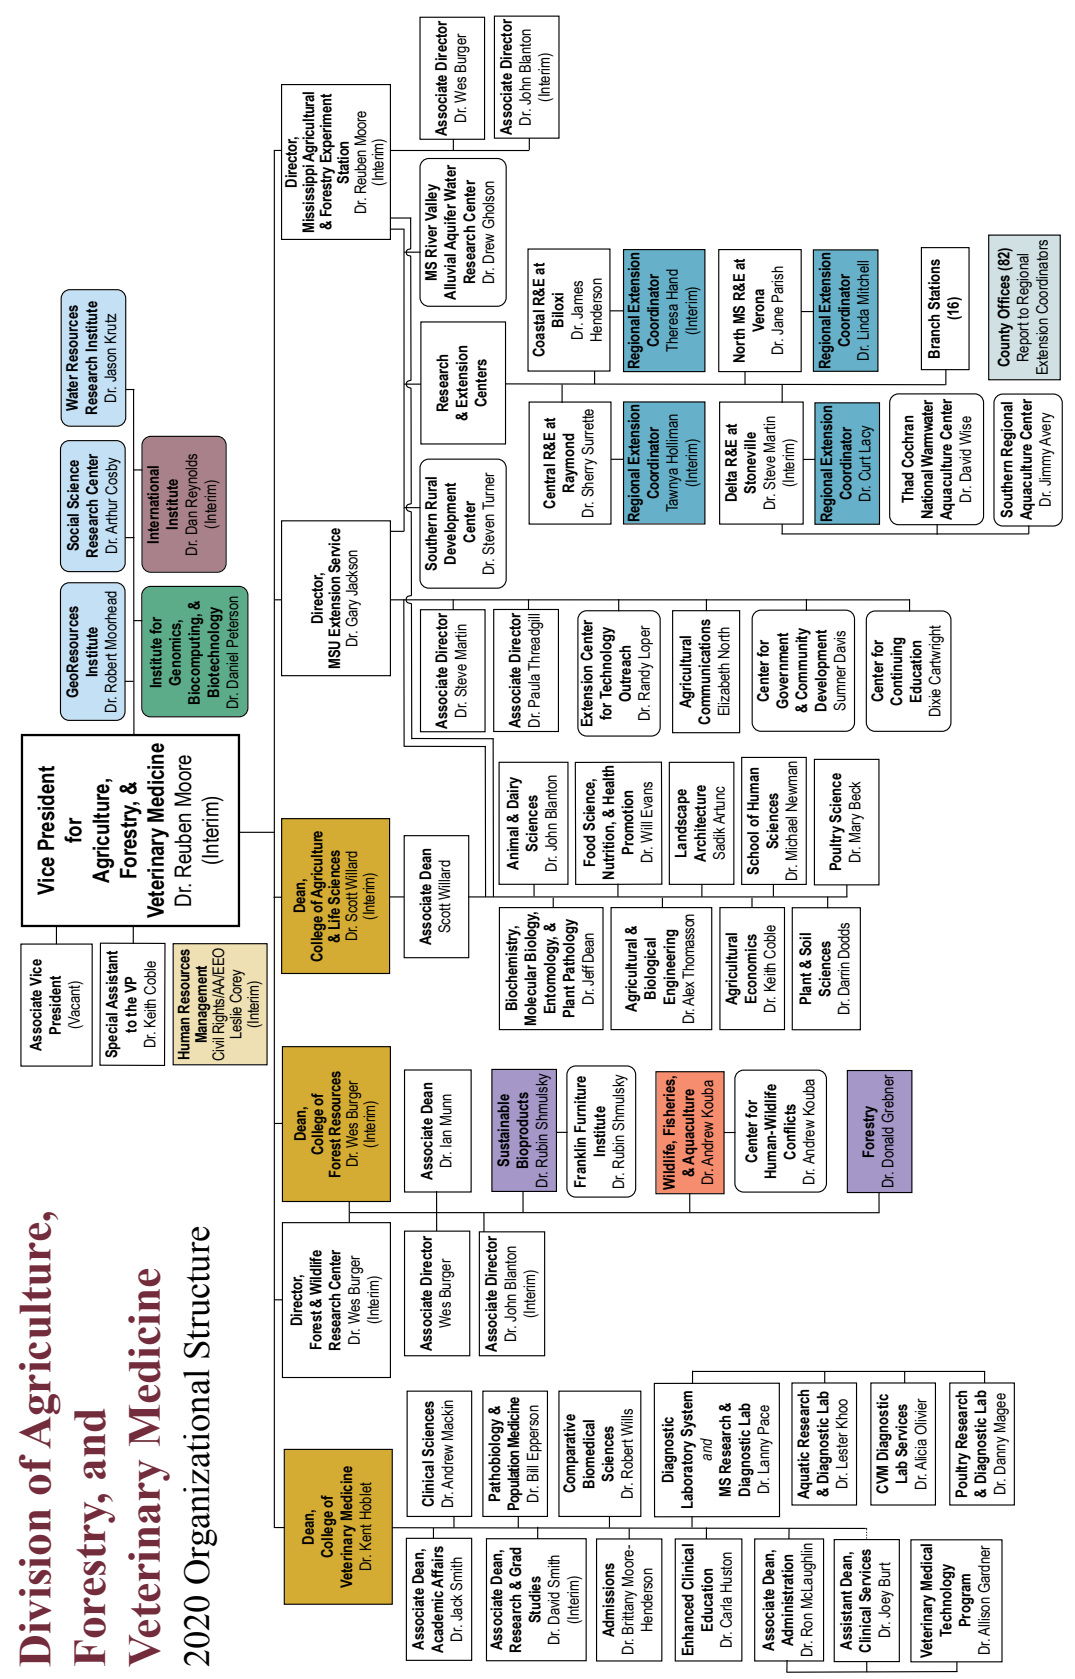 Division of Agriculture,
Forestry, and
Veterinary Medicine
2020 Organizational Structure
Vice President
for
Agriculture,
Forestry, &
Veterinary Medicine
Dr. Reuben Moore
(Interim)
Associate Vice
President
(Vacant)
Special Assistant
to the VP
Dr. Keith Coble
Human Resources
Management
Civil Rights/AA/EEO
Leslie Corey
(Interim)
GeoResources
Institute
Dr. Robert Moorhead
Social Science
Research Center
Dr. Arthur Cosby
Water Resources
Research Institute
Dr. Jason Krutz
Institute for
Genomics,
Biocomputing, &
Biotechnology
Dr. Daniel Peterson
International
Institute
Dr. Dan Reynolds
(Interim)
Dean,
College of
Veterinary Medicine
Dr. Kent Hoblet
Director,
Forest & Wildlife
Research Center
Dr. Wes Burger
(Interim)
Dean,
College of
Forest Resources
Dr. Wes Burger
(Interim)
Dean,
College of Agriculture
& Life Sciences
Dr. Scott Willard
(Interim)
Director,
MSU Extension Service
Dr. Gary Jackson
Director,
Mississippi Agricultural
& Forestry Experiment
Station
Dr. Reuben Moore
(Interim)
Associate Dean,
Academic Affairs
Dr. Jack Smith
Clinical Sciences
Dr. Andrew Mackin
Associate Dean,
Research & Grad
Studies
Dr. David Smith
(Interim)
Pathobiology &
Population Medicine
Dr. Bill Epperson
Admissions
Dr. Brittany Moore-
Henderson
Comparative
Biomedical
Sciences
Dr. Robert Wills
Enhanced Clinical
Education
Dr. Carla Huston
Diagnostic
Laboratory System
and
MS Research &
Diagnostic Lab
Dr. Lanny Pace
Associate Dean,
Administration
Dr. Ron McLaughlin
Aquatic Research
& Diagnostic Lab
Dr. Lester Khoo
Assistant Dean,
Clinical Services
Dr. Joey Burt
CVM Diagnostic
Lab Services
Dr. Alicia Olivier
Veterinary Medical
Technology
Program
Dr. Allison Gardner
Poultry Research
& Diagnostic Lab
Dr. Danny Magee
Associate Director
Wes Burger
Associate Director
Dr. John Blanton
(Interim)
Associate Dean
Dr. Ian Munn
Sustainable
Bioproducts
Dr. Rubin Shmulsky
Franklin Furniture
Institute
Dr. Rubin Shmulsky
Wildlife, Fisheries,
& Aquaculture
Dr. Andrew Kouba
Center for
Human-Wildlife
Conflicts
Dr. Andrew Kouba
Forestry
Dr. Donald Grebner
Associate Dean
Scott Willard
Biochemistry,
Molecular Biology,
Entomology, &
Plant Pathology
Dr. Jeff Dean
Animal & Dairy
Sciences
Dr. John Blanton
Agricultural &
Biological
Engineering
Dr. Alex Thomasson
Food Science,
Nutrition, & Health
Promotion
Dr. Will Evans
Agricultural
Economics
Dr. Keith Coble
Landscape
Architecture
Sadik Artunc
Plant & Soil
Sciences
Dr. Darrin Dodds
School of Human
Sciences
Dr. Michael Newman
Poultry Science
Dr. Mary Beck
Associate Director
Dr. Steve Martin
Associate Director
Dr. Paula Threadgill
Extension Center
for Technology
Outreach
Dr. Randy Loper
Agricultural
Communications
Elizabeth North
Center for
Government
& Community
Development
Sumner Davis
Center for
Continuing
Education
Dixie Cartwright
Southern Rural
Development
Center
Dr. Steven Turner
Research
& Extension
Centers
MS River Valley
Alluvial Aquifer Water
Research Center
Dr. Drew Gholson
Associate Director
Dr. Wes Burger
Associate Director
Dr. John Blanton
(Interim)
Central R&E at
Raymond
Dr. Sherry Surrette
Regional Extension
Coordinator
Tawnya Holliman
(Interim)
Coastal R&E at
Biloxi
Dr. James
Henderson
Regional Extension
Coordinator
Theresa Hand
(Interim)
Delta R&E at
Stoneville
Dr. Steve Martin
(Interim)
Regional Extension
Coordinator
Dr. Curt Lacy
North MS R&E at
Verona
Dr. Jane Parish
Regional Extension
Coordinator
Dr. Linda Mitchell
Thad Cochran
National Warmwater
Aquaculture Center
Dr. David Wise
Southern Regional
Aquaculture Center
Dr. Jimmy Avery
Branch Stations
(16)
County Offices (82)
Report to Regional
Extension Coordinators